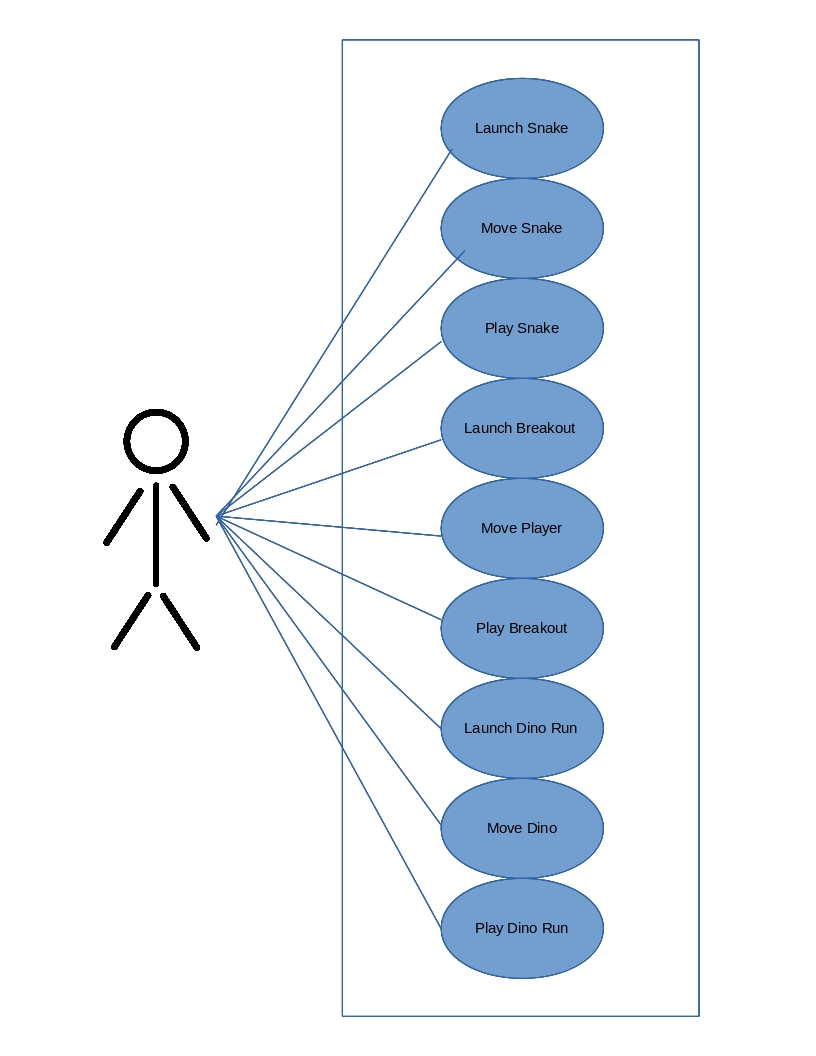 Launch Snake
Move Snake
Play Snake
Launch Breakout
Move Player
Play Breakout
Launch Dino Run
Move Dino
Play Dino Run